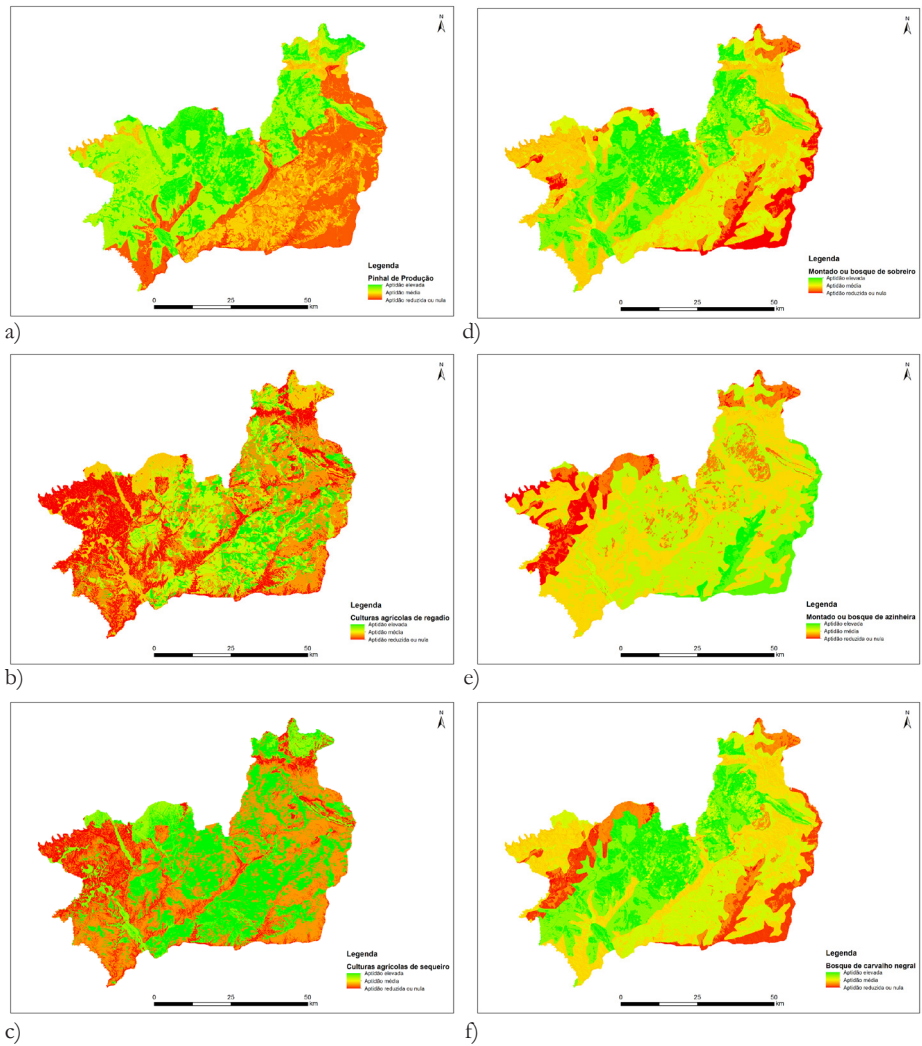 N
Legenda
Pinhal de Produção
Aptidão elevada
Aptidão média
Aptidão reduzida ou nula
0 25 50
km
a)
N
Legenda
Montado ou bosque de sobreiro
Aptidão elevada
Aptidão média
Aptidão reduzida ou nula
0 25 50
km
d)
N
Legenda
Culturas agrícolas de regadio
Aptidão elevada
Aptidão média
Aptidão reduzida ou nula
0 25 50
km
b)
N
Legenda
Montado ou bosque de azinheira
Aptidão elevada
Aptidão média
Aptidão reduzida ou nula
0 25 50
km
e)
N
Legenda
Culturas agrícolas de sequeiro
Aptidão elevada
Aptidão média
Aptidão reduzida ou nula
0 25 50
km
c)
N
Legenda
Bosque de carvalho negral
Aptidão elevada
Aptidão média
Aptidão reduzida ou nula
0 25 50
km
f)